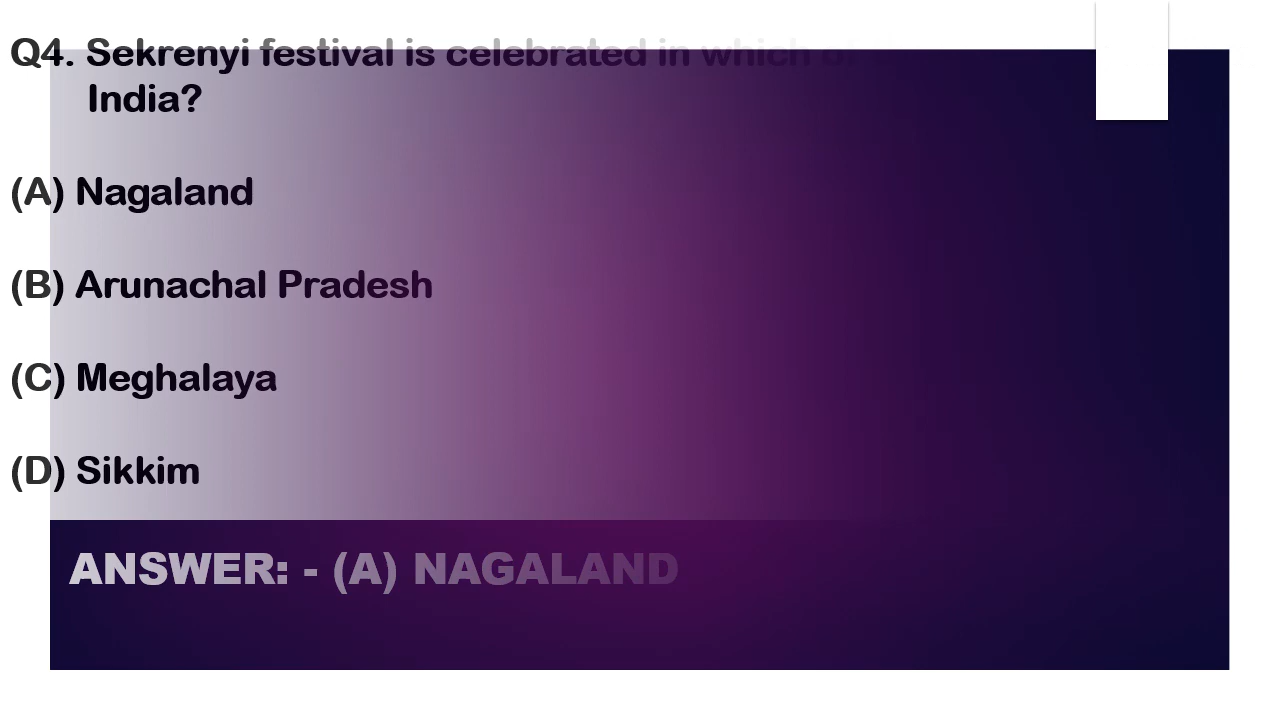 Q4. Sekrenyi festival is celebrated in which
India?
(A) Nagaland
(B) Arunachal Pradesh
(C) Meghalaya
(D) Sikkim
ANSWER: - (A) NAGALAND